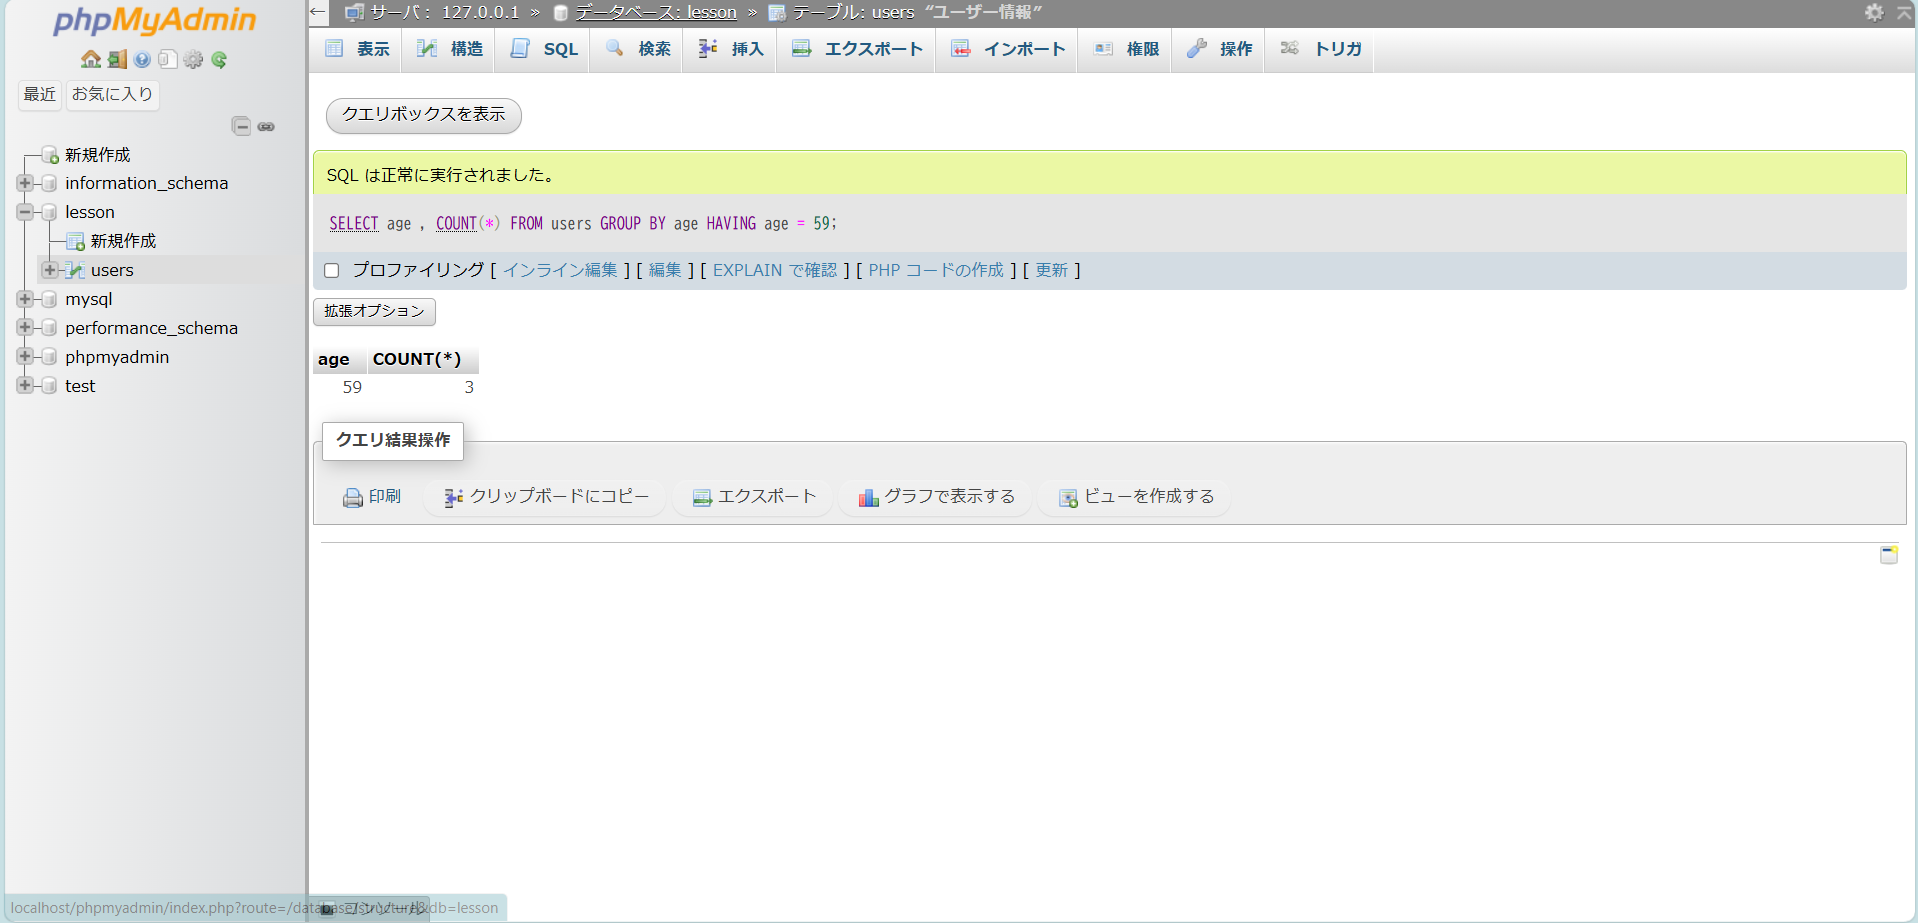 phpMyAdmin
最近 お気に入り
新規作成
information_schema
lesson
新規作成
users
mysql
performance_schema
phpmyadmin
test
← サーバ: 127.0.0.1 » データベース: lesson » テーブル: users "ユーザー情報"
表示 構造 SQL 検索 挿入 エクスポート インポート 権限 操作 トリガ
クエリボックスを表示
SQL は正常に実行されました。
SELECT age , COUNT(*) FROM users GROUP BY age HAVING age = 59;
プロファイリング [ インライン編集 ] [ 編集 ] [ EXPLAIN で確認 ] [ PHP コードの作成 ] [ 更新 ]
拡張オプション
age COUNT(*)
59 3
クエリ結果操作
印刷 クリップボードにコピー エクスポート グラフで表示する ビューを作成する
localhost/phpmyadmin/index.php?route=/database/structure&db=lesson
コンソール